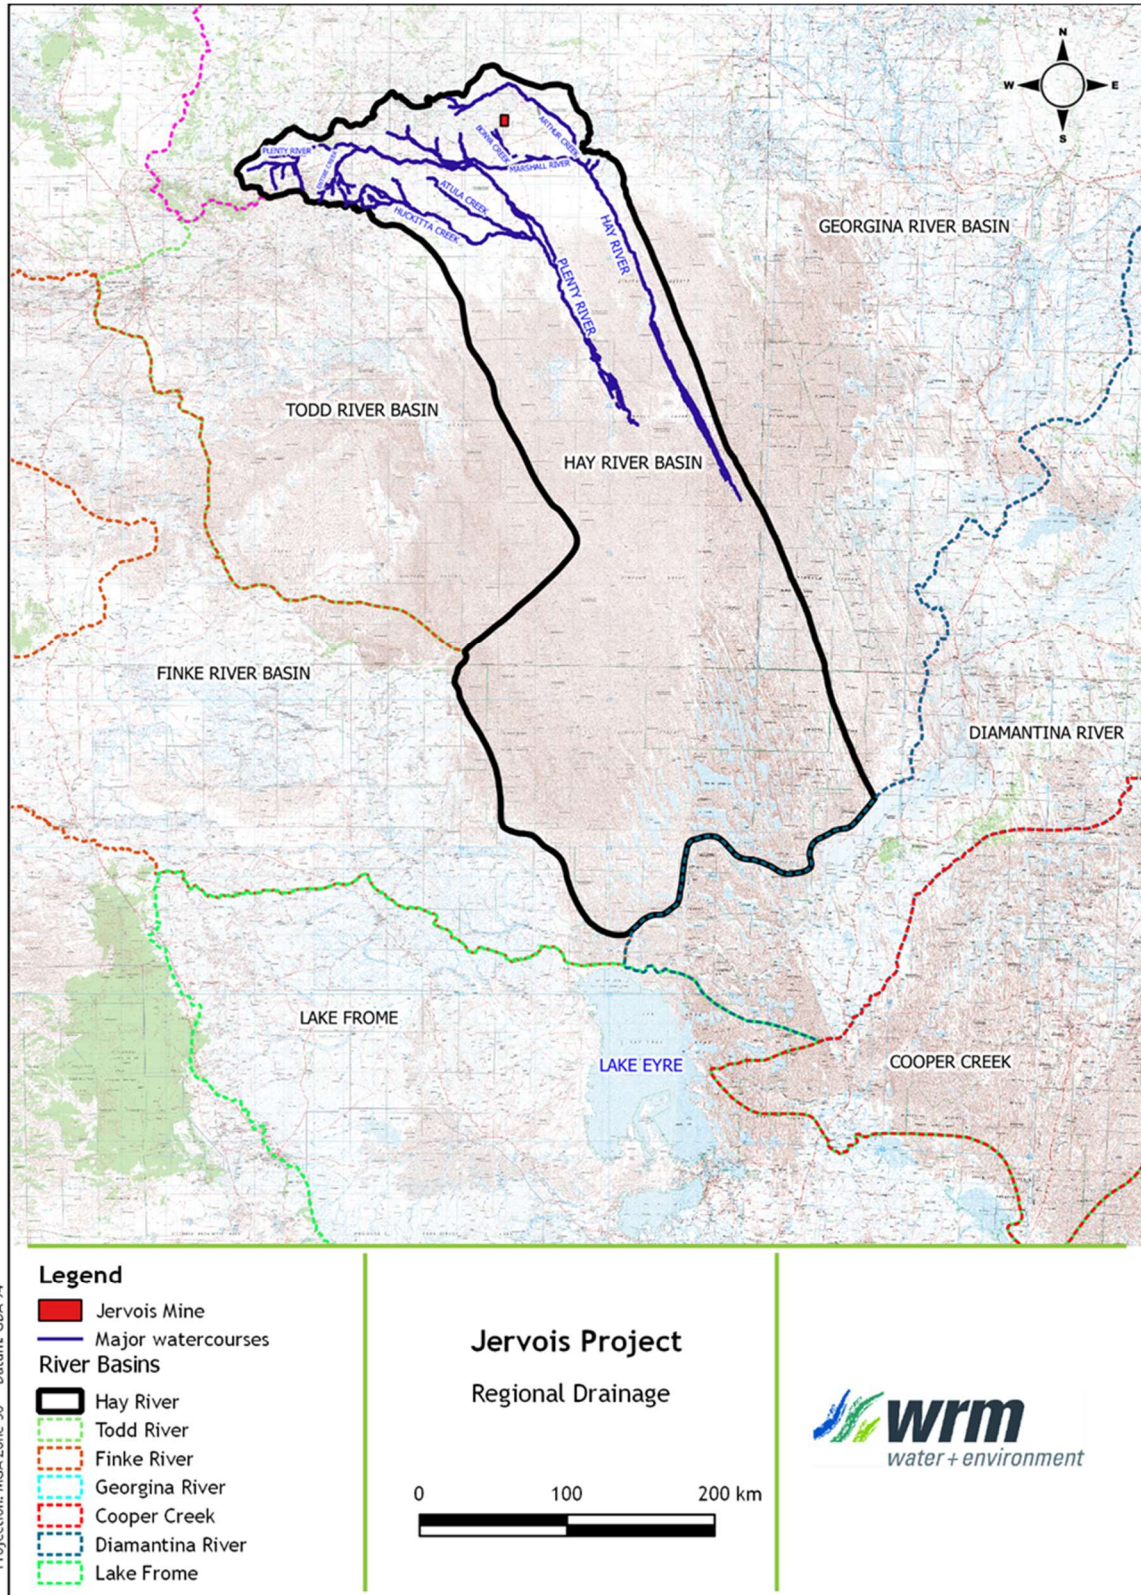 N
W E
S
PLENTY RIVER
BONYA CREEK
ARTHUR CREEK
MARSHALL RIVER
ATULA CREEK
HUCKITTA CREEK
HAY RIVER
PLENTY RIVER
GEORGINA RIVER BASIN
TODD RIVER BASIN
HAY RIVER BASIN
FINKE RIVER BASIN
DIAMANTINA RIVER
LAKE FROME
LAKE EYRE
COOPER CREEK
Legend
Jervois Mine
Major watercourses
River Basins
Hay River
Todd River
Finke River
Georgina River
Cooper Creek
Diamantina River
Lake Frome
Jervois Project
Regional Drainage
0 100 200 km
wrm
water + environment